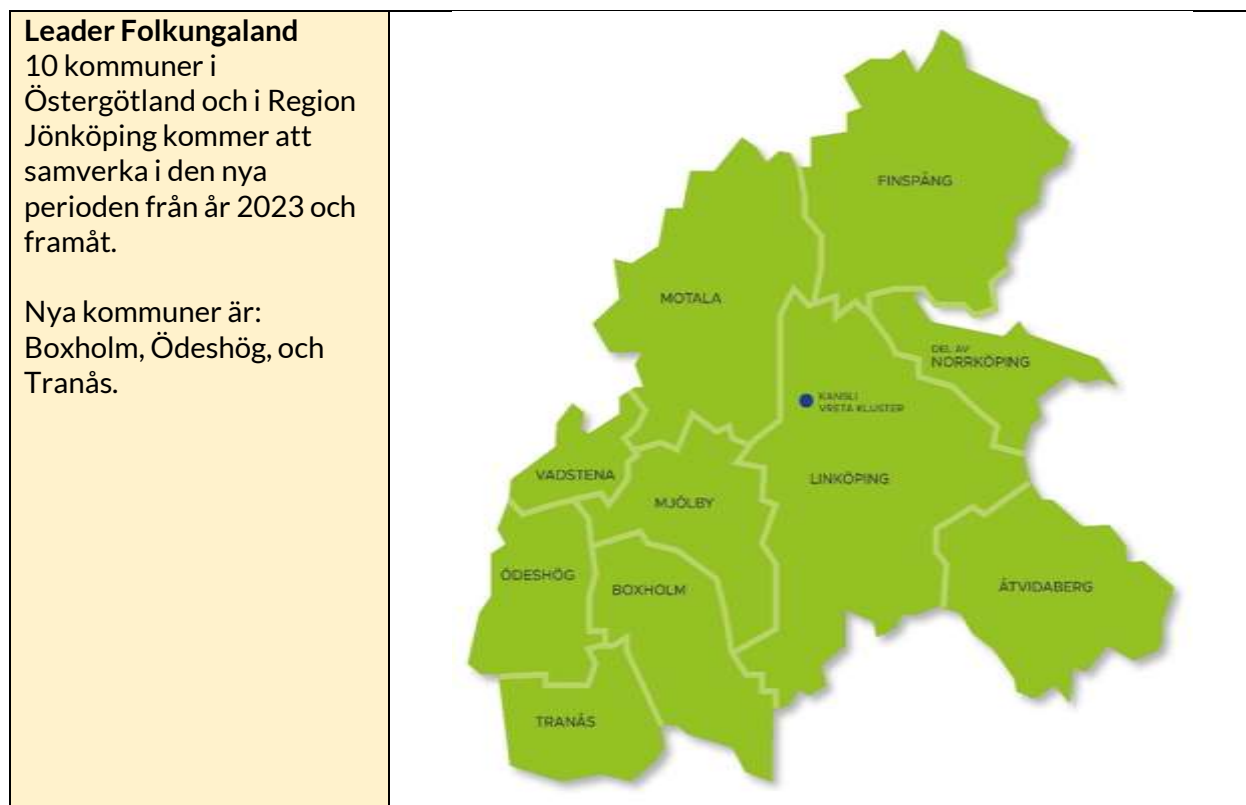 Leader Folkungaland
10 kommuner i
Östergötland och i Region
Jönköping kommer att
samverka i den nya
perioden från år 2023 och
framåt.
Nya kommuner är:
Boxholm, Ödeshög, och
Tranås.
FINSPÅNG
MOTALA
DEL AV
NORRKÖPING
KANSLI
VRETA KLUSTER
VADSTENA
LINKÖPING
MJÖLBY
ÖDESHÖG
BOXHOLM
ÅTVIDABERG
TRANÅS